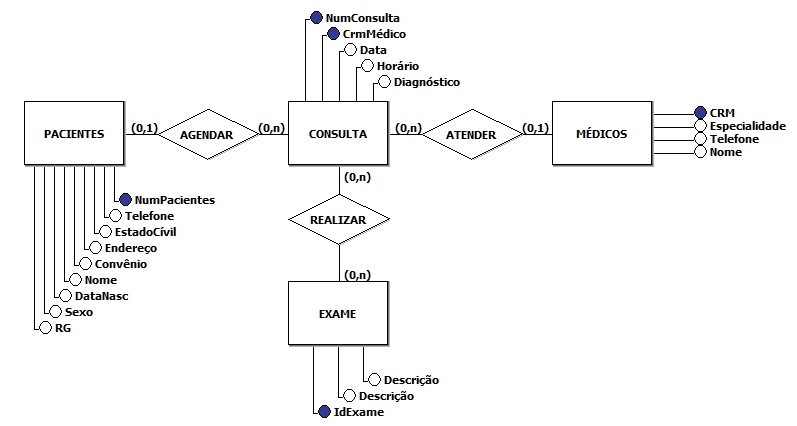 NumConsulta
CrmMédico
Data
Horário
Diagnóstico
PACIENTES
(0,1)
AGENDAR
(0,n)
CONSULTA
(0,n)
ATENDER
(0,1)
MÉDICOS
CRM
Especialidade
Telefone
Nome
(0,n)
REALIZAR
(0,n)
EXAME
NumPacientes
Telefone
EstadoCívil
Endereço
Convênio
Nome
DataNasc
Sexo
RG
Descrição
Descrição
IdExame